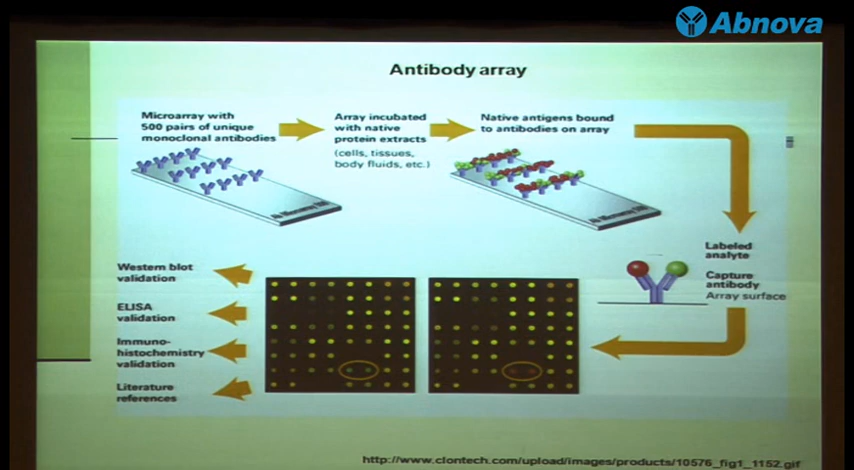 Abnova
Antibody array
Microarray with
500 pairs of unique
monoclonal antibodies
Array incubated
with native
protein extracts
(cells, tissues,
body fluids, etc.)
Native antigens bound
to antibodies on array
Labeled
analyte
Capture
antibody
Array surface
Western blot
validation
ELISA
validation
Immuno-
histochemistry
validation
Literature
references
http://www.clontech.com/upload/images/products/10576_fig1_1152.gif